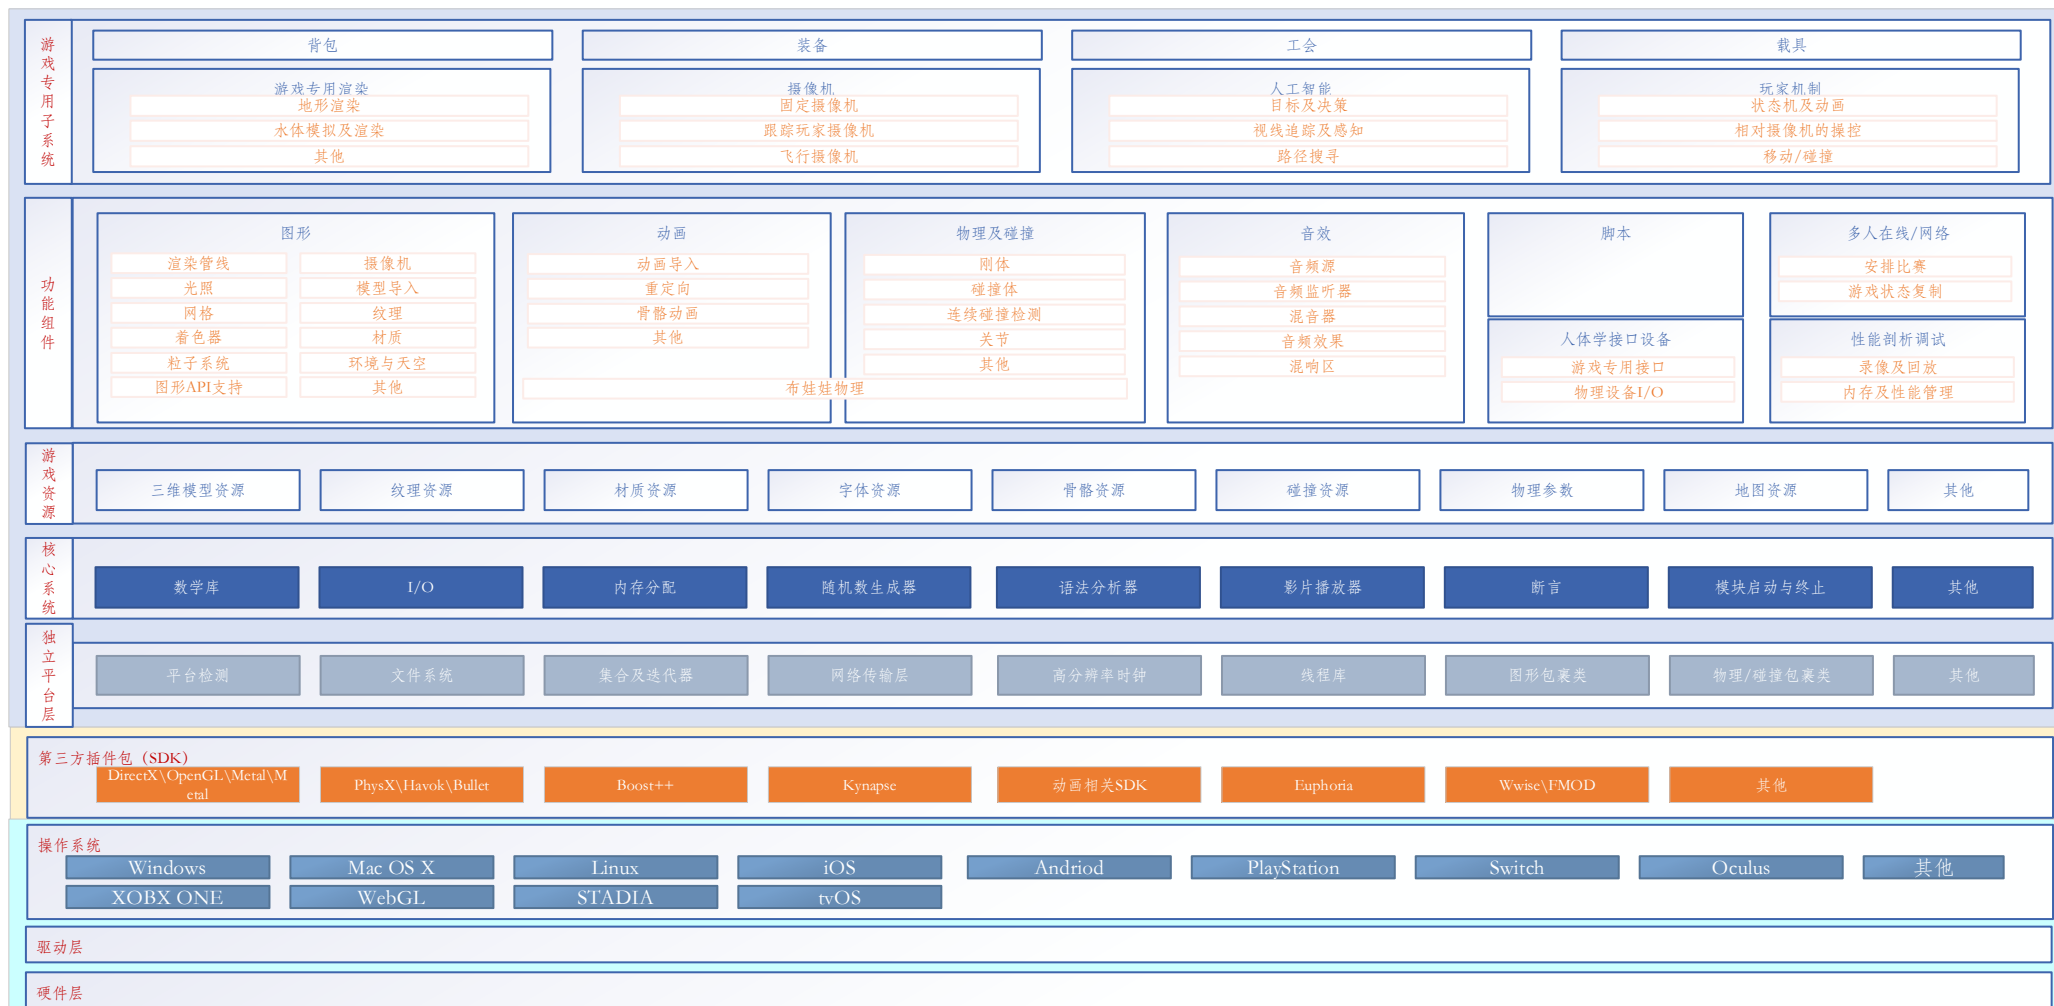 游戏专用子系统
背包
装备
工会
载具
游戏专用渲染
地形渲染
水体模拟及渲染
其他
摄像机
固定摄像机
跟踪玩家摄像机
飞行摄像机
人工智能
目标及决策
视线追踪及感知
路径搜寻
玩家机制
状态机及动画
相对摄像机的操控
移动/碰撞
功能组件
图形
渲染管线
摄像机
光照
模型导入
网格
纹理
着色器
材质
粒子系统
环境与天空
图形API支持
其他
动画
动画导入
重定向
骨骼动画
其他
物理及碰撞
刚体
碰撞体
连续碰撞检测
关节
其他
布娃娃物理
音效
音频源
音频监听器
混音器
音频效果
混响区
脚本
人体学接口设备
游戏专用接口
物理设备I/O
多人在线/网络
安排比赛
游戏状态复制
性能剖析调试
录像及回放
内存及性能管理
游戏资源
三维模型资源
纹理资源
材质资源
字体资源
骨骼资源
碰撞资源
物理参数
地图资源
其他
核心系统
数学库
I/O
内存分配
随机数生成器
语法分析器
影片播放器
断言
模块启动与终止
其他
独立平台层
平台检测
文件系统
集合及迭代器
网络传输层
高分辨率时钟
线程库
图形包裹类
物理/碰撞包裹类
其他
第三方插件包（SDK）
DirectX\OpenGL\Metal\M
etal
PhysX\Havok\Bullet
Boost++
Kynapse
动画相关SDK
Euphoria
Wwise\FMOD
其他
操作系统
Windows
Mac OS X
Linux
iOS
Andriod
PlayStation
Switch
Oculus
其他
XOBX ONE
WebGL
STADIA
tvOS
驱动层
硬件层